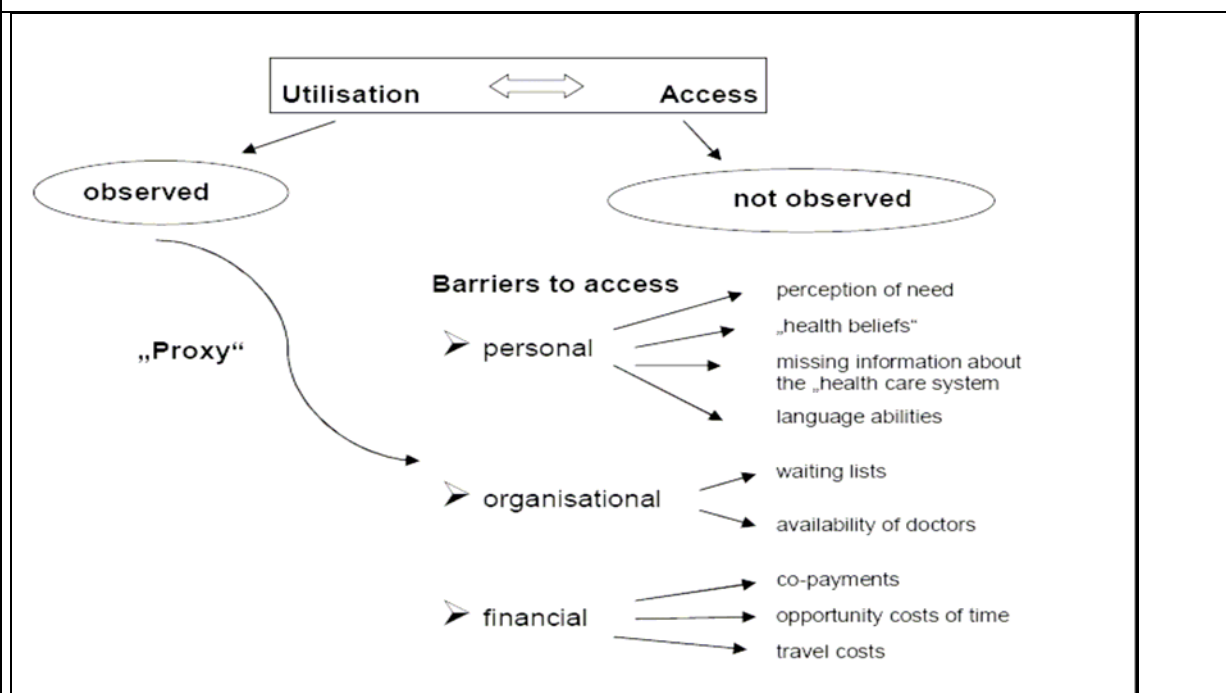 Utilisation Access
observed
not observed
Barriers to access
„Proxy“
personal
perception of need
„health beliefs“
missing information about
the „health care system
language abilities
organisational
waiting lists
availability of doctors
financial
co-payments
opportunity costs of time
travel costs